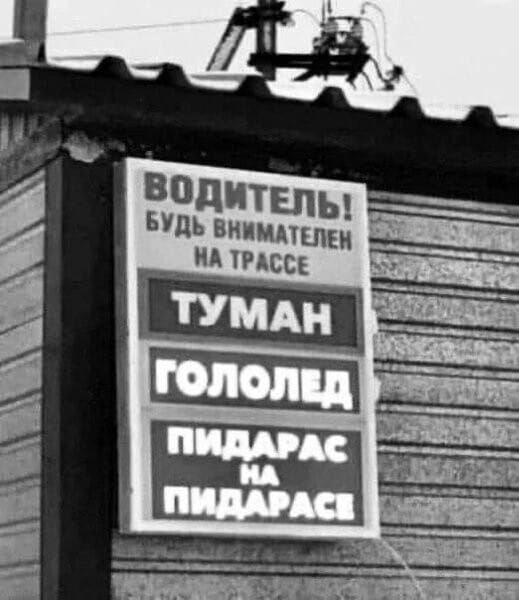 ВОДИТЕЛЬ!
БУДЬ ВНИМАТЕЛЕН
НА ТРАССЕ
ТУМАН
ГОЛОЛЕД
ПИДАРАС
НА
ПИДАРАСЕ